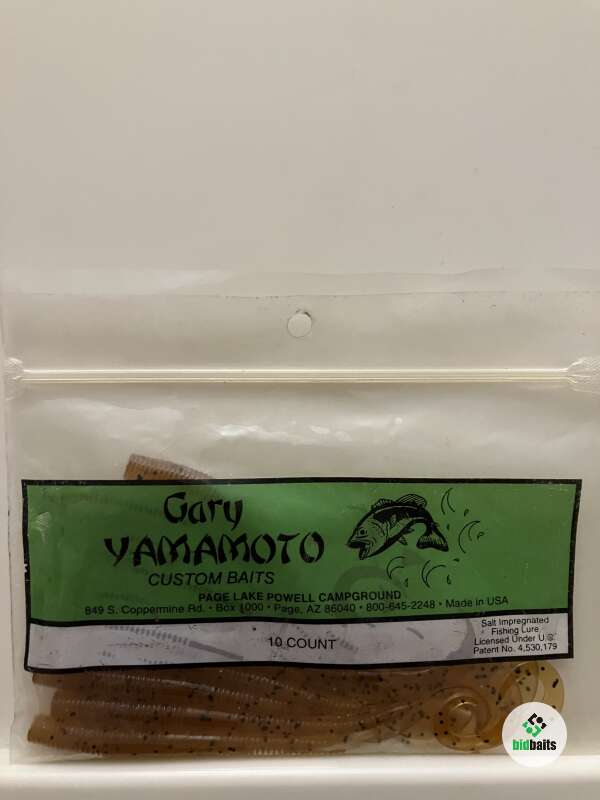 Gary
YAMAMOTO
CUSTOM BAITS
PAGE LAKE POWELL CAMPGROUND
849 S. Coppermine Rd. • Box 1000 • Page, AZ 86040 • 800-645-2248 • Made in USA
10 COUNT
Salt Impregnated
Fishing Lure
Licensed Under U.S.
Patent No. 4,530,179
bidbaits